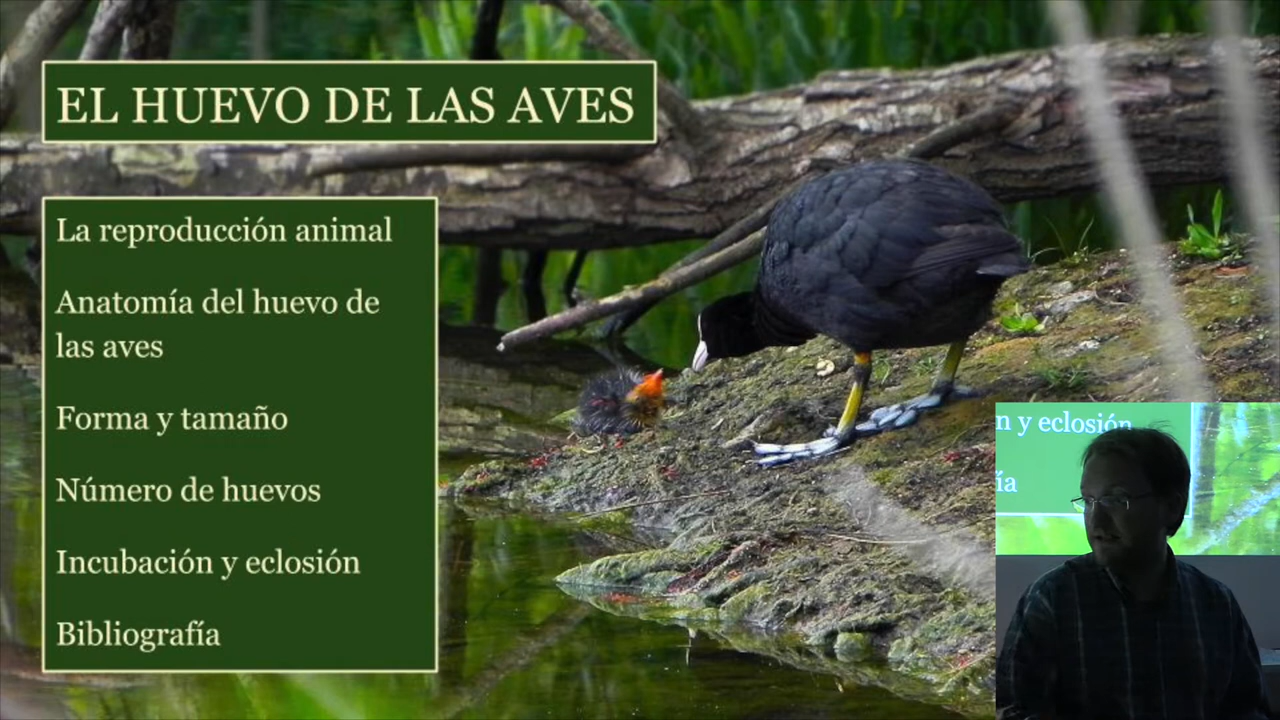 EL HUEVO DE LAS AVES
La reproducción animal
Anatomía del huevo de
las aves
Forma y tamaño
Número de huevos
Incubación y eclosión
Bibliografía
n y eclosión
ía